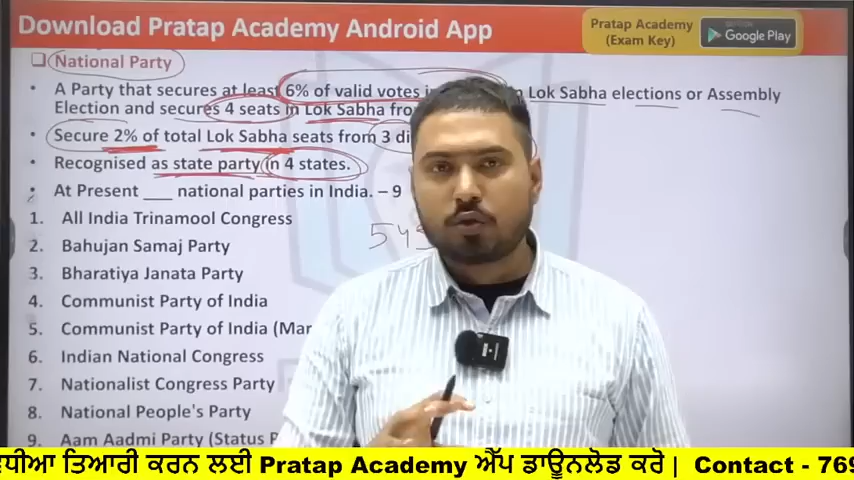 Download Pratap Academy Android App
Pratap Academy
(Exam Key)
Google Play
National Party
• A Party that secures at least 6% of valid votes in Lok Sabha elections or Assembly
Election and secures 4 seats in Lok Sabha
• Secure 2% of total Lok Sabha seats from 3
• Recognised as state party in 4 states.
• At Present ___ national parties in India. – 9
543
1. All India Trinamool Congress
2. Bahujan Samaj Party
3. Bharatiya Janata Party
4. Communist Party of India
5. Communist Party of India
6. Indian National Congress
7. Nationalist Congress Party
8. National People's Party
9. Aam Aadmi Party (Status
ਤਿਆਰੀ ਕਰਨ ਲਈ Pratap Academy ਐੱਪ ਡਾਊਨਲੋਡ ਕਰੋ | Contact - 769